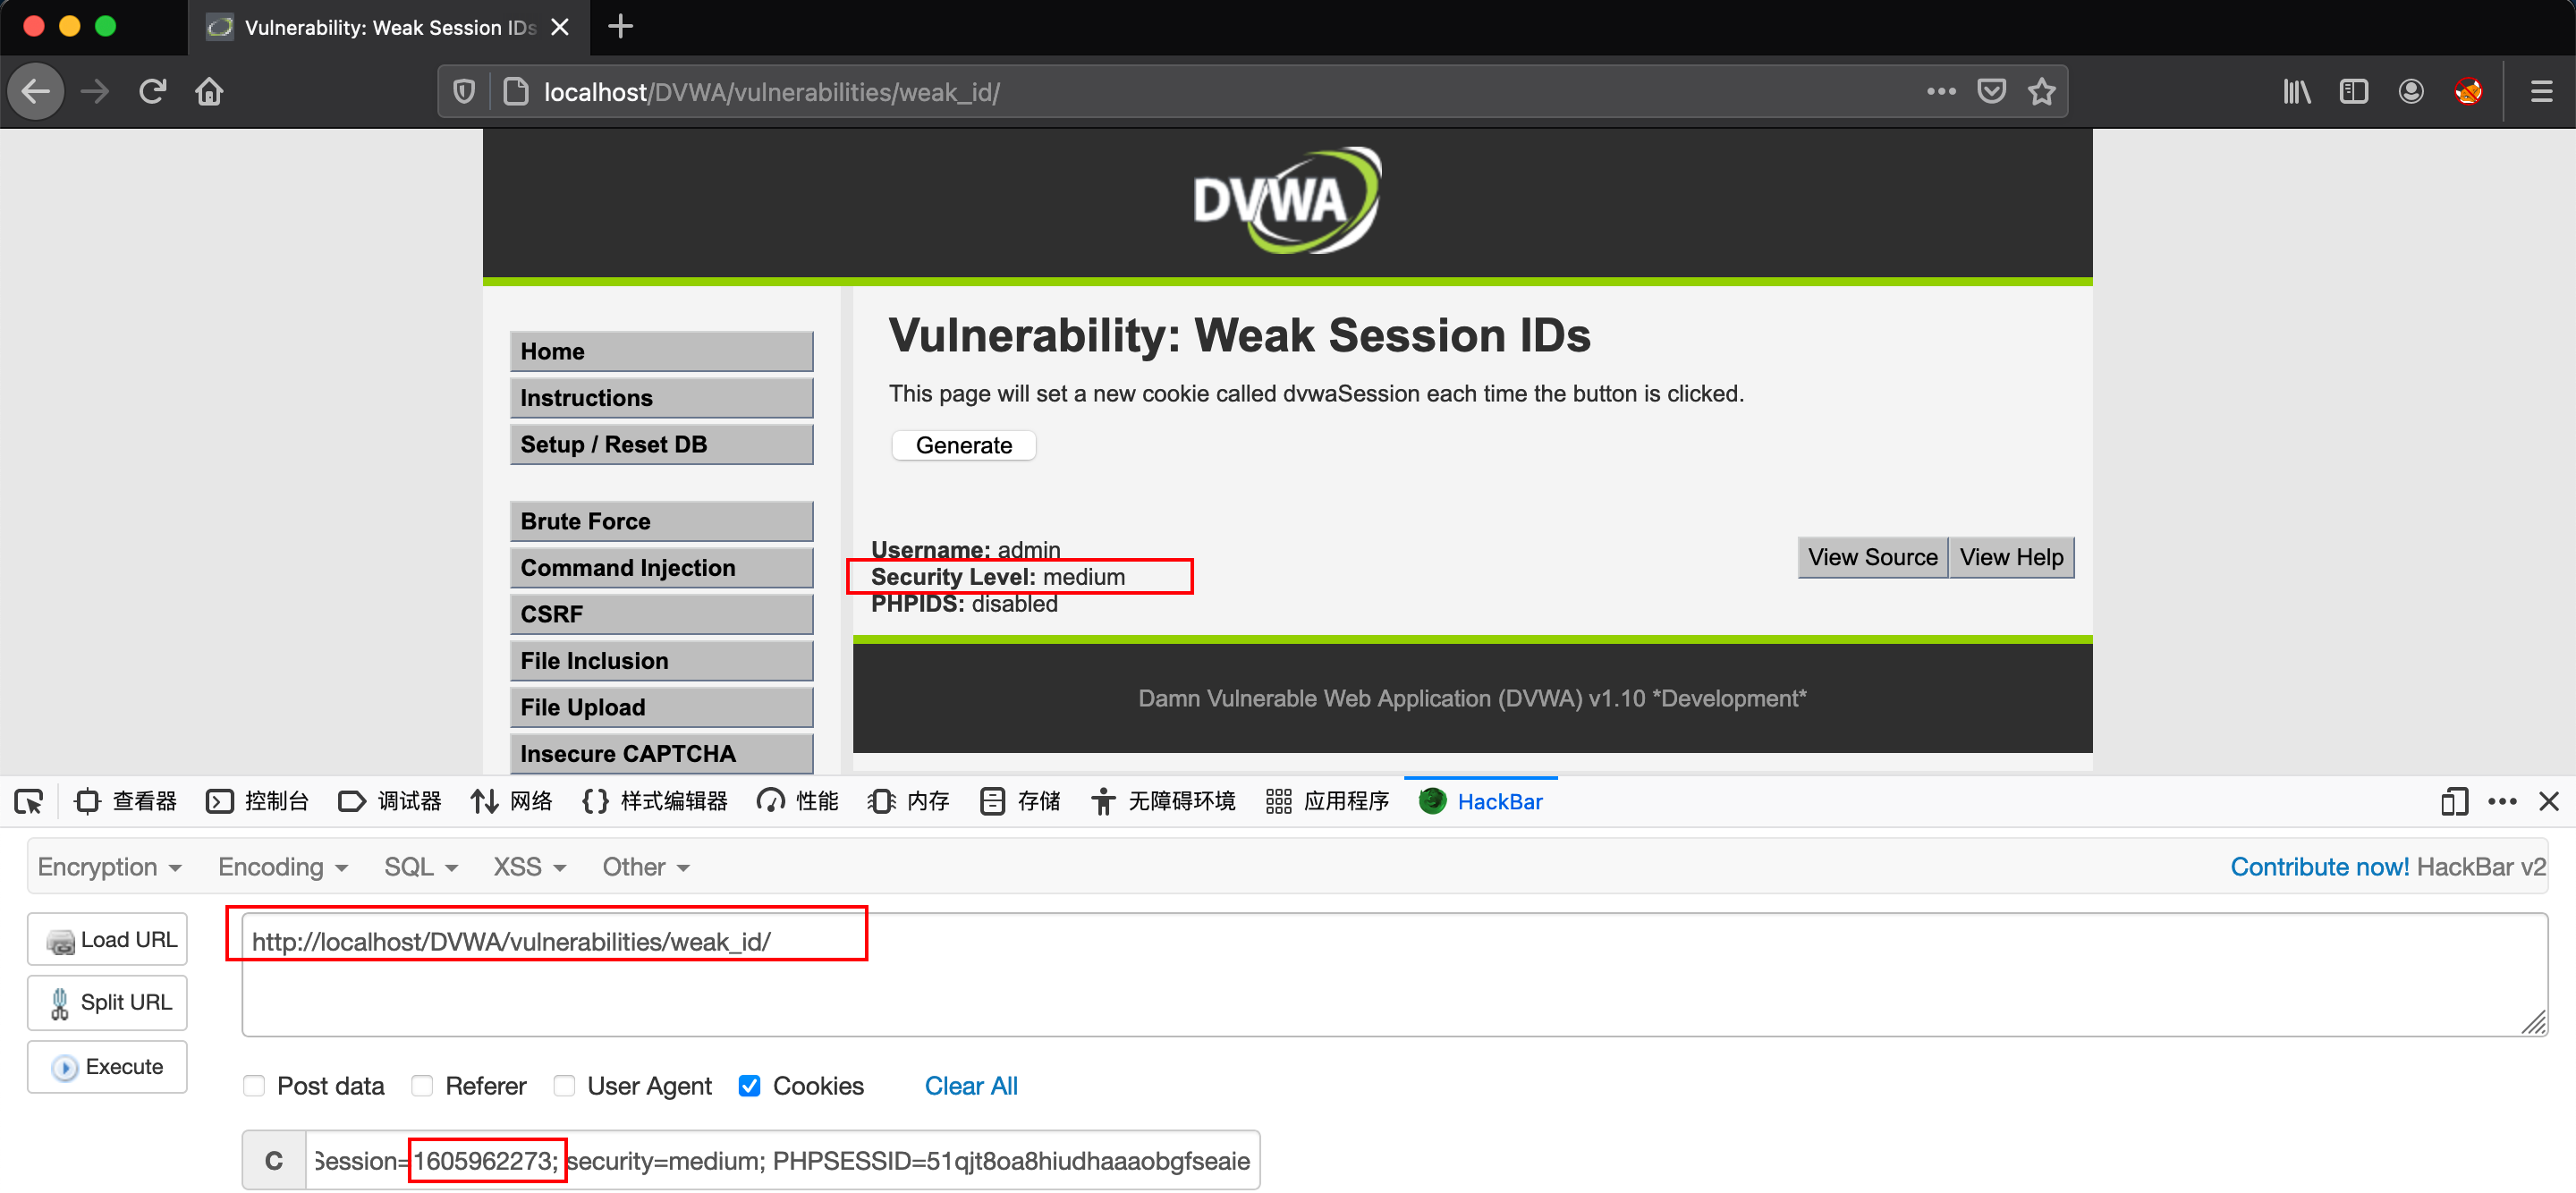 Vulnerability: Weak Session IDs
localhost/DVWA/vulnerabilities/weak_id/
DVWA
Vulnerability: Weak Session IDs
This page will set a new cookie called dvwaSession each time the button is clicked.
Generate
Home
Instructions
Setup / Reset DB
Brute Force
Command Injection
CSRF
File Inclusion
File Upload
Insecure CAPTCHA
Username: admin
Security Level: medium
PHPIDS: disabled
View Source View Help
Damn Vulnerable Web Application (DVWA) v1.10 *Development*
查看器 控制台 调试器 网络 样式编辑器 性能 内存 存储 无障碍环境 应用程序 HackBar
Encryption Encoding SQL XSS Other Contribute now! HackBar v2
Load URL
Split URL
Execute
http://localhost/DVWA/vulnerabilities/weak_id/
Post data Referer User Agent Cookies Clear All
C Session=1605962273; security=medium; PHPSESSID=51qjt8oa8hiudhaaaobgfseaie